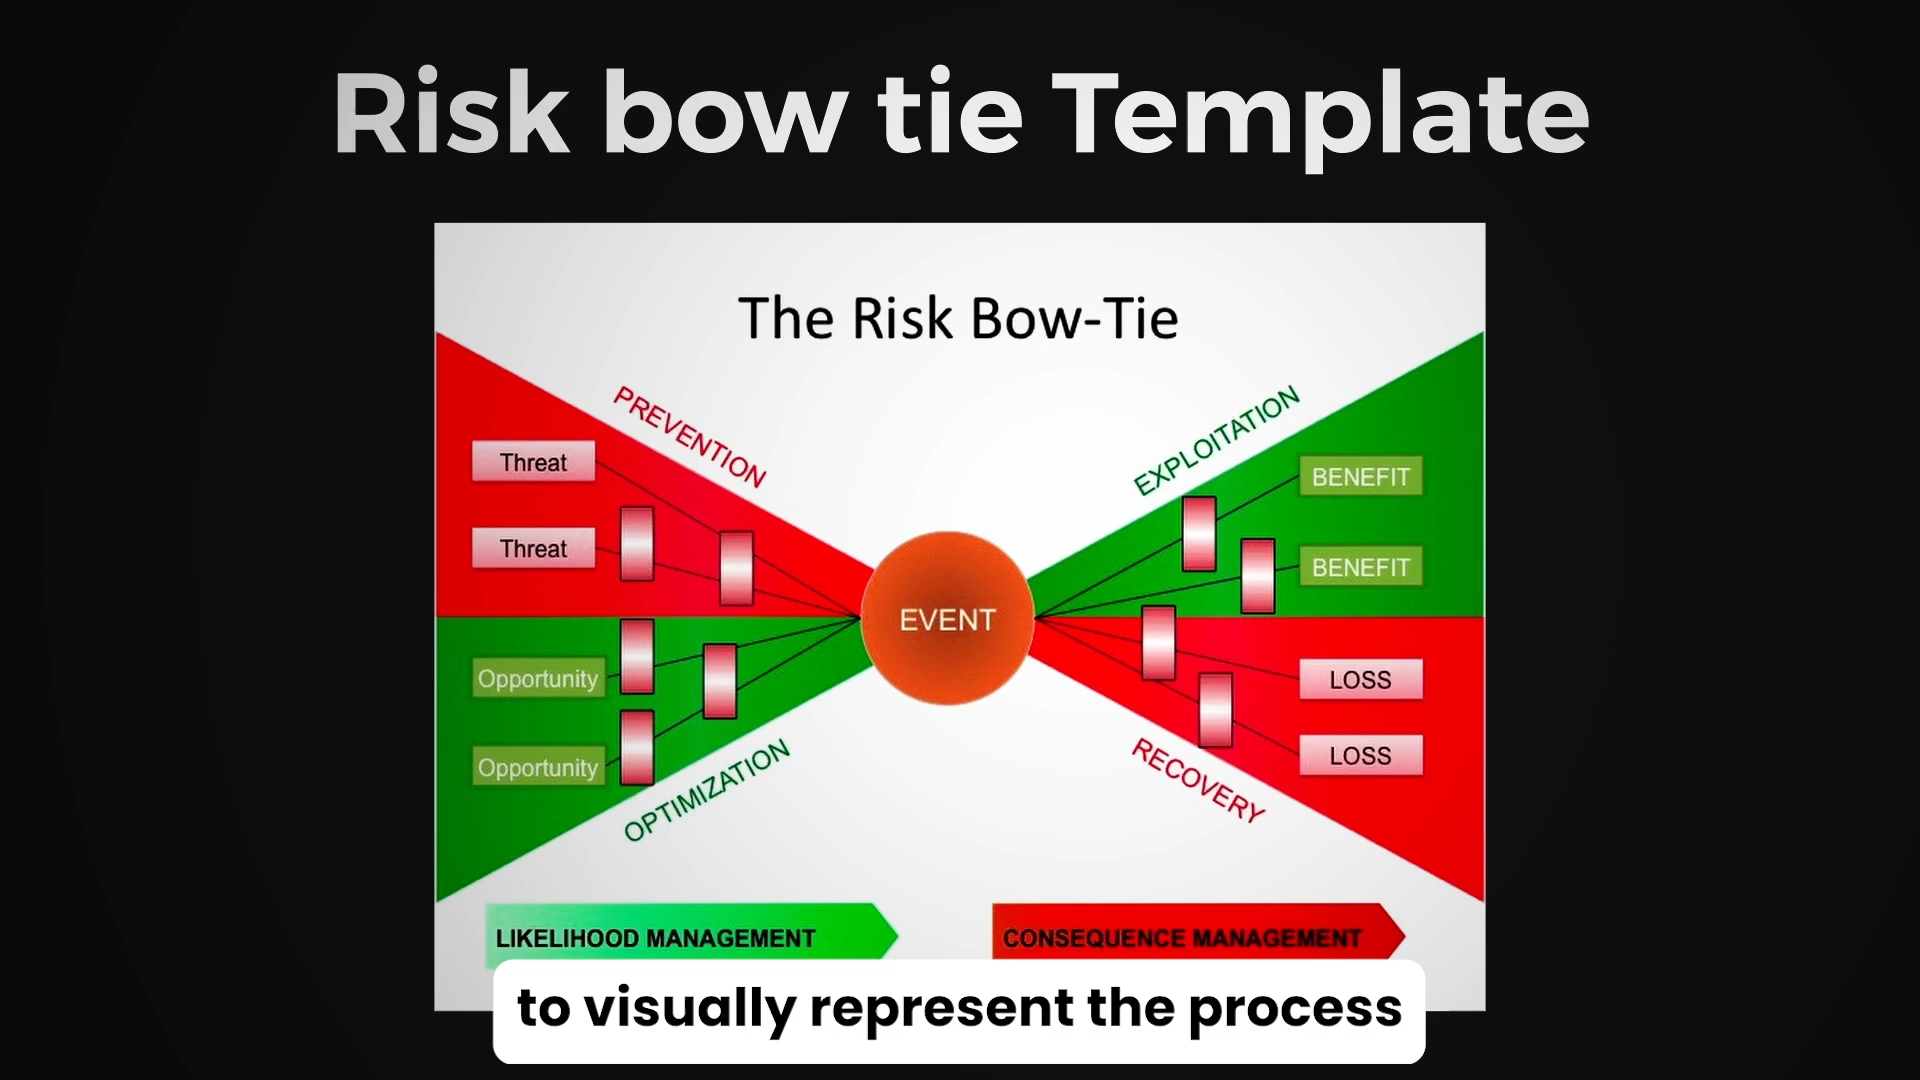 Risk bow tie Template
The Risk Bow-Tie
PREVENTION
EXPLOITATION
Threat
Threat
BENEFIT
BENEFIT
EVENT
Opportunity
Opportunity
LOSS
LOSS
OPTIMIZATION
RECOVERY
LIKELIHOOD MANAGEMENT
CONSEQUENCE MANAGEMENT
to visually represent the process